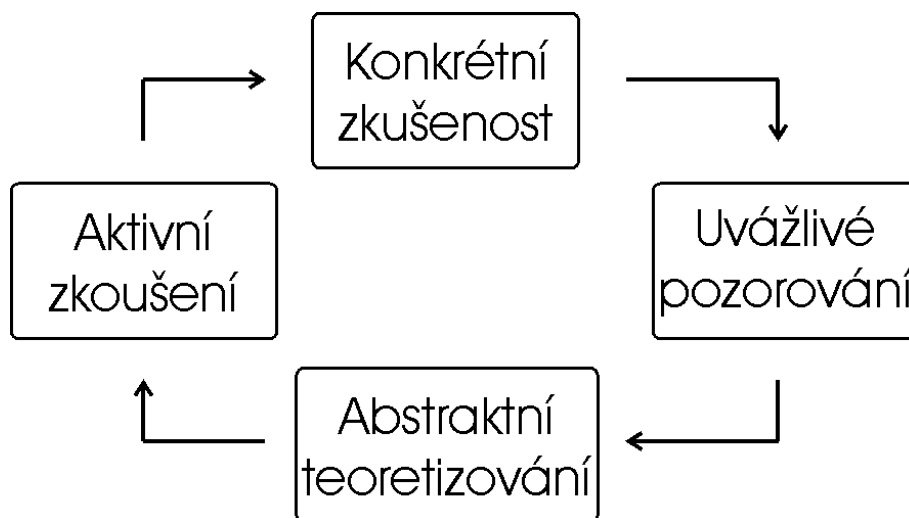 Konkrétní
zkušenost
Uvážlivé
pozorování
Abstraktní
teoretizování
Aktivní
zkoušení